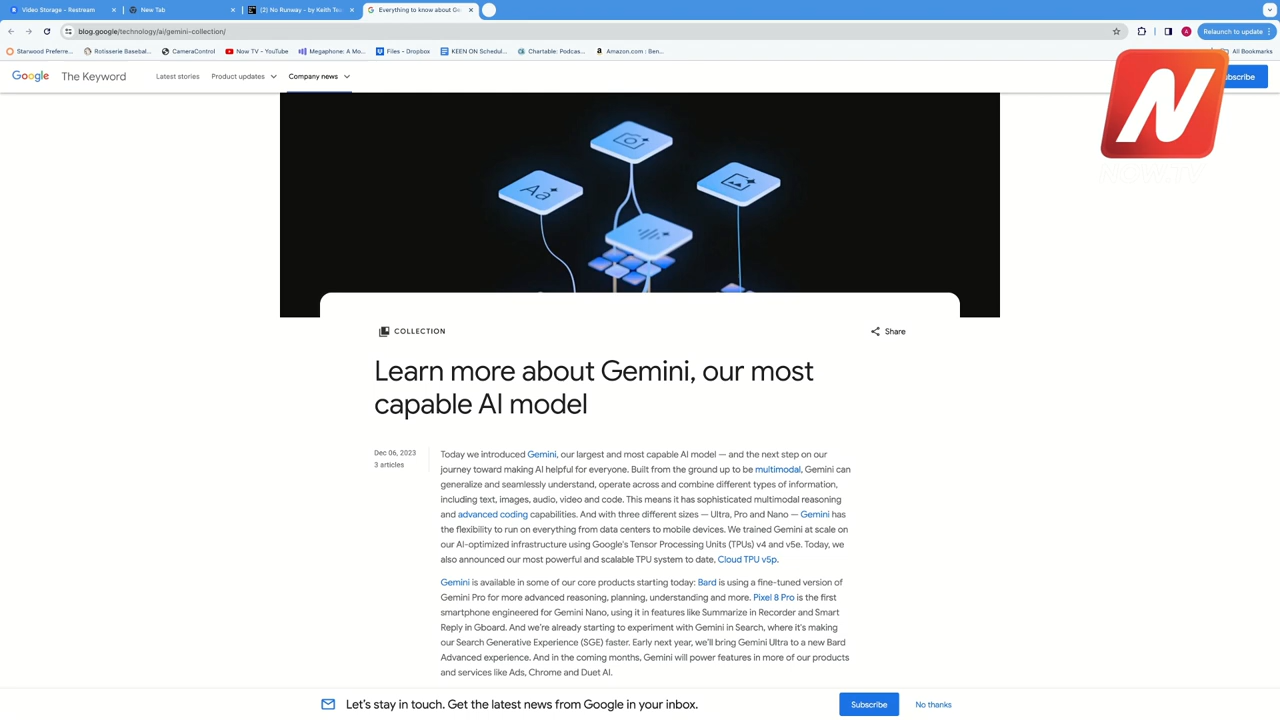 Video Storage - Restream
New Tab
(2) No Runway - by Keith Te
Everything to know about Ge
blog.google/technology/ai/gemini-collection/
Relaunch to update
Starwood Preferre...
Rotisserie Basebal...
CameraControl
Now TV - YouTube
Megaphone: A Mo...
Files – Dropbox
KEEN ON Schedul...
Chartable: Podcas...
Amazon.com : Ben...
All Bookmarks
Google The Keyword
Latest stories
Product updates
Company news
ubscribe
N
NOW.TV
Aa
COLLECTION
Share
Learn more about Gemini, our most
capable AI model
Dec 06, 2023
3 articles
Today we introduced Gemini, our largest and most capable AI model — and the next step on our
journey toward making AI helpful for everyone. Built from the ground up to be multimodal, Gemini can
generalize and seamlessly understand, operate across and combine different types of information,
including text, images, audio, video and code. This means it has sophisticated multimodal reasoning
and advanced coding capabilities. And with three different sizes — Ultra, Pro and Nano — Gemini has
the flexibility to run on everything from data centers to mobile devices. We trained Gemini at scale on
our AI-optimized infrastructure using Google's Tensor Processing Units (TPUs) v4 and v5e. Today, we
also announced our most powerful and scalable TPU system to date, Cloud TPU v5p.
Gemini is available in some of our core products starting today: Bard is using a fine-tuned version of
Gemini Pro for more advanced reasoning, planning, understanding and more. Pixel 8 Pro is the first
smartphone engineered for Gemini Nano, using it in features like Summarize in Recorder and Smart
Reply in Gboard. And we're already starting to experiment with Gemini in Search, where it's making
our Search Generative Experience (SGE) faster. Early next year, we'll bring Gemini Ultra to a new Bard
Advanced experience. And in the coming months, Gemini will power features in more of our products
and services like Ads, Chrome and Duet AI.
Let's stay in touch. Get the latest news from Google in your inbox.
Subscribe
No thanks